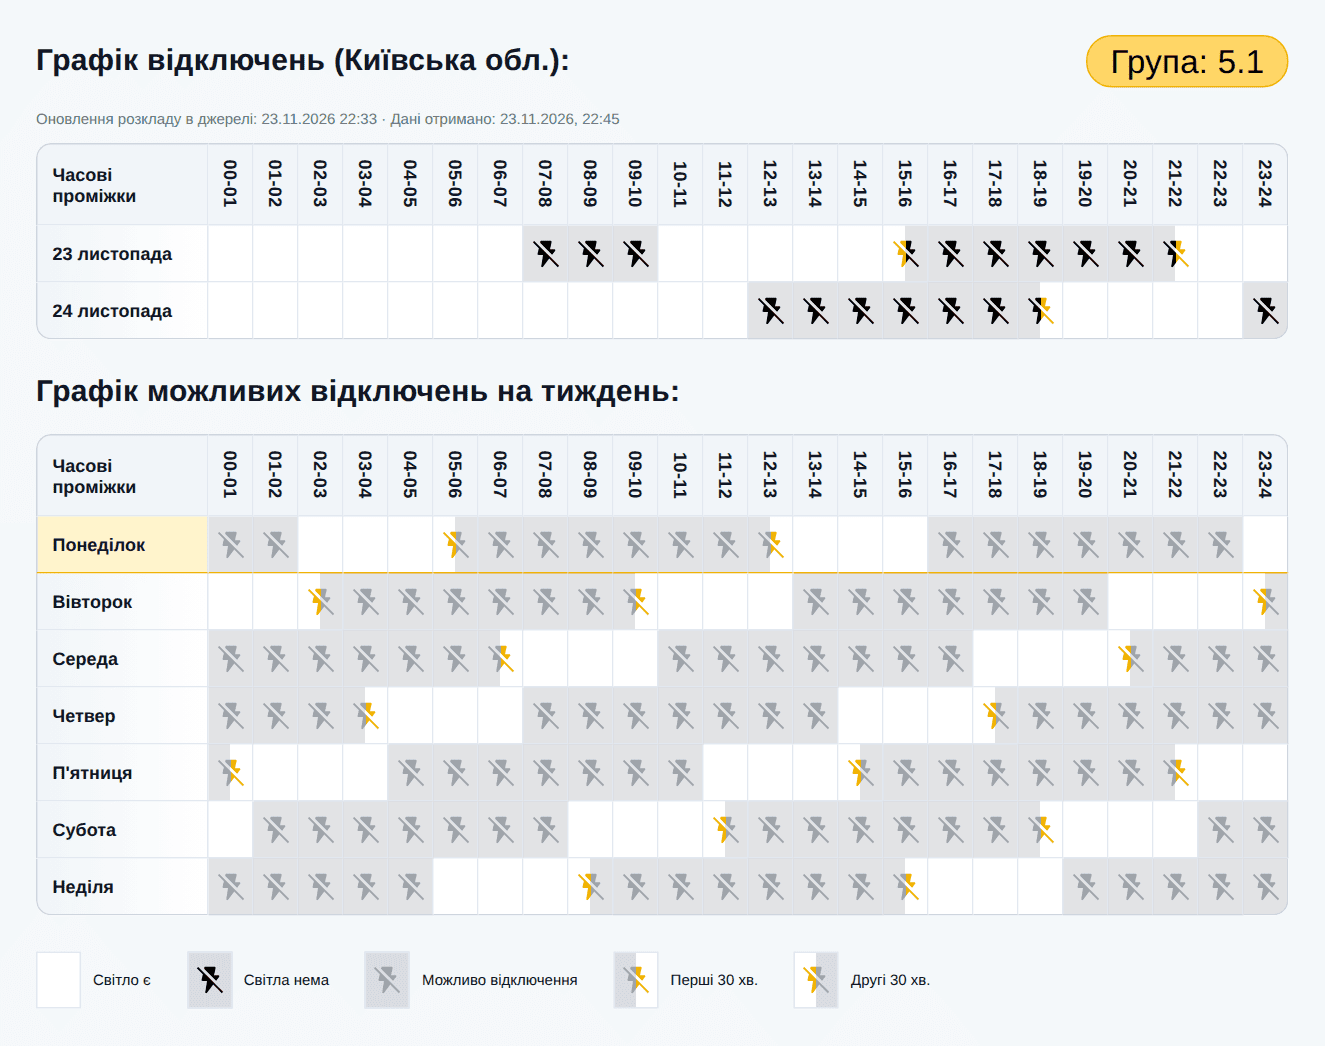 Графік відключень (Київська обл.):
Група: 5.1
Оновлення розкладу в джерелі: 23.11.2026 22:33 · Дані отримано: 23.11.2026, 22:45
Часові проміжки 00-01 01-02 02-03 03-04 04-05 05-06 06-07 07-08 08-09 09-10 10-11 11-12 12-13 13-14 14-15 15-16 16-17 17-18 18-19 19-20 20-21 21-22 22-23 23-24
23 листопада
24 листопада
Графік можливих відключень на тиждень:
Часові проміжки 00-01 01-02 02-03 03-04 04-05 05-06 06-07 07-08 08-09 09-10 10-11 11-12 12-13 13-14 14-15 15-16 16-17 17-18 18-19 19-20 20-21 21-22 22-23 23-24
Понеділок
Вівторок
Середа
Четвер
П'ятниця
Субота
Неділя
Світло є Світла нема Можливо відключення Перші 30 хв. Другі 30 хв.